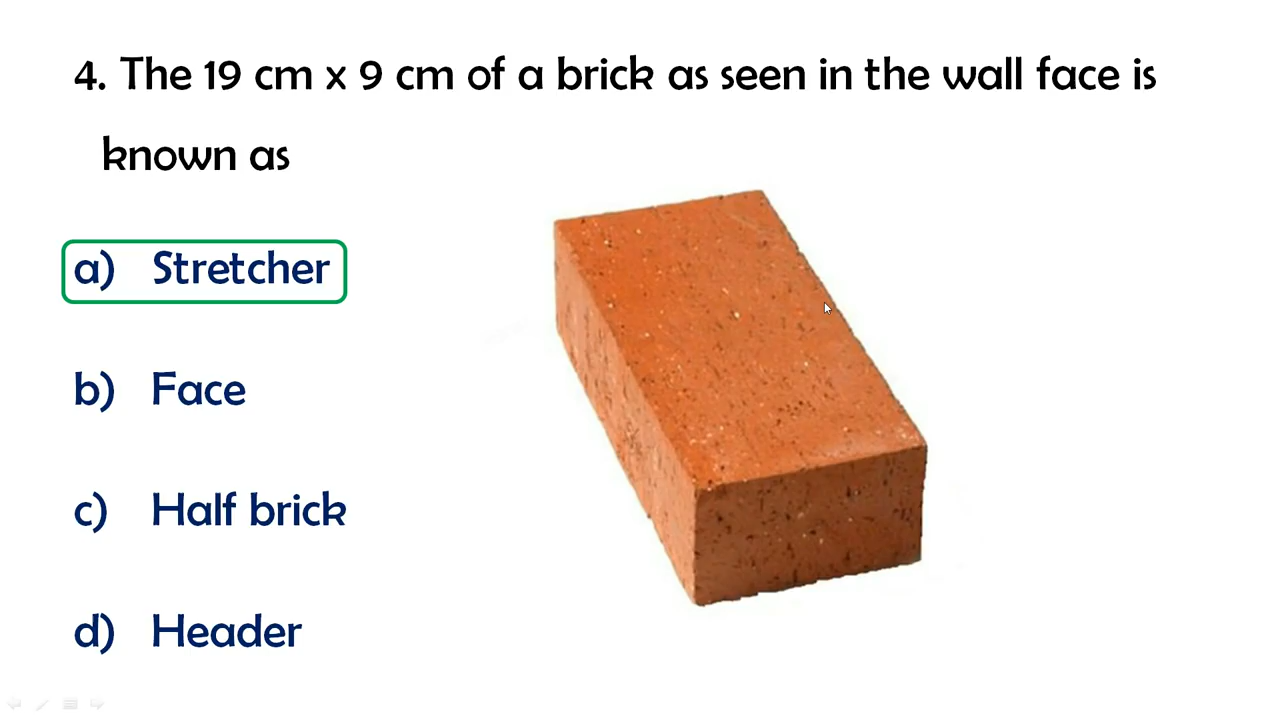 4. The 19 cm x 9 cm of a brick as seen in the wall face is
known as
a) Stretcher
b) Face
c) Half brick
d) Header